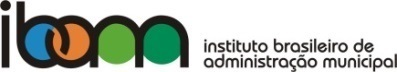 ibam
instituto brasileiro de
administração municipal